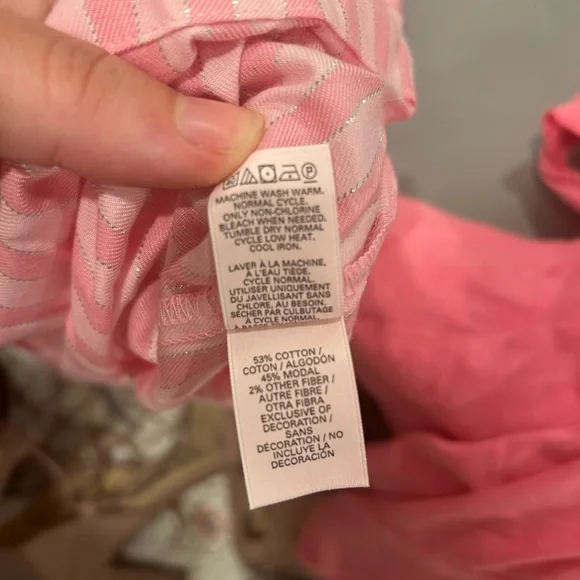 P
MACHINE WASH WARM.
NORMAL CYCLE.
ONLY NON-CHLORINE
BLEACH WHEN NEEDED.
TUMBLE DRY NORMAL
CYCLE LOW HEAT.
COOL IRON.
LAVER À LA MACHINE,
À L'EAU TIÈDE,
CYCLE NORMAL.
UTILISER UNIQUEMENT
DU JAVELLISANT SANS
CHLORE, AU BESOIN.
SÉCHER PAR CULBUTAGE
À CYCLE NORMAL,
53% COTTON /
COTON / ALGODÓN
45% MODAL
2% OTHER FIBER /
AUTRE FIBRE /
OTRA FIBRA
EXCLUSIVE OF
DECORATION /
SANS
DÉCORATION / NO
INCLUYE LA
DECORACIÓN